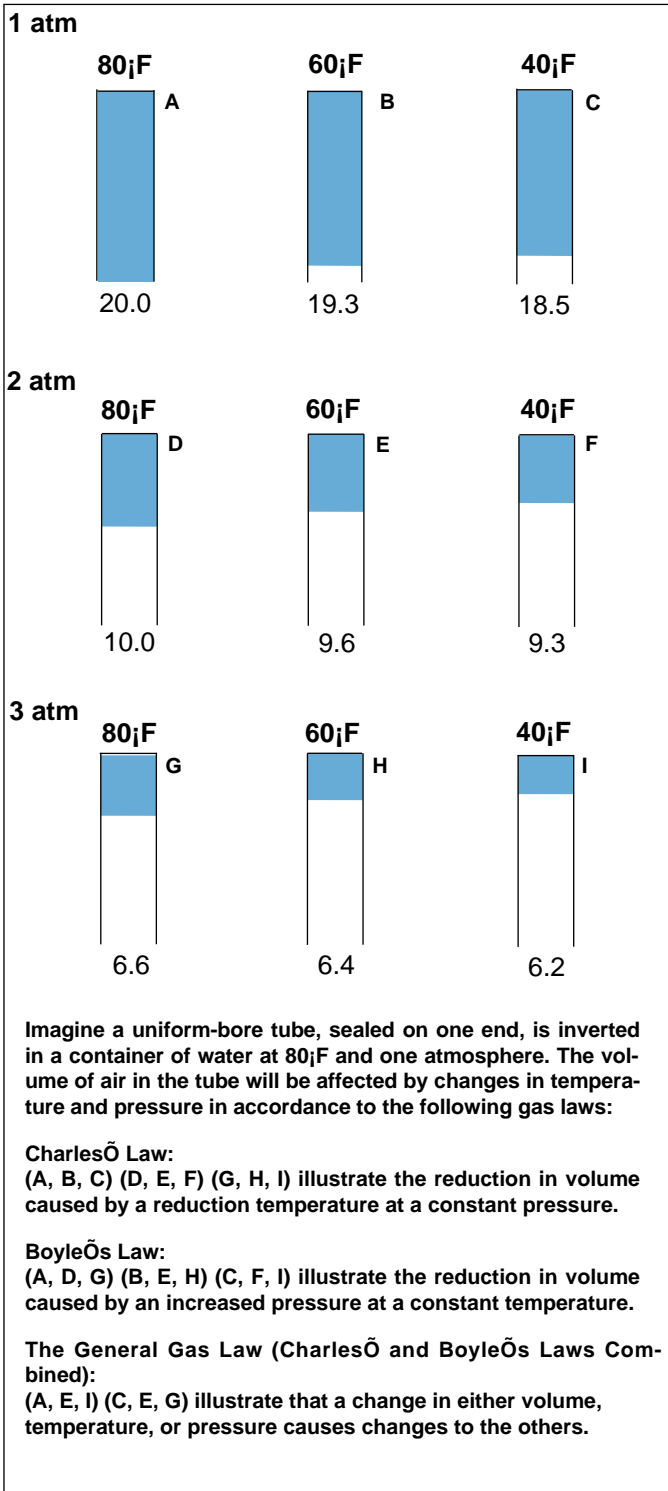 1 atm
80¡F 60¡F 40¡F
A B C
20.0 19.3 18.5
2 atm
80¡F 60¡F 40¡F
D E F
10.0 9.6 9.3
3 atm
80¡F 60¡F 40¡F
G H I
6.6 6.4 6.2
Imagine a uniform-bore tube, sealed on one end, is inverted
in a container of water at 80¡F and one atmosphere. The vol-
ume of air in the tube will be affected by changes in tempera-
ture and pressure in accordance to the following gas laws:
CharlesÕ Law:
(A, B, C) (D, E, F) (G, H, I) illustrate the reduction in volume
caused by a reduction temperature at a constant pressure.
BoyleÕs Law:
(A, D, G) (B, E, H) (C, F, I) illustrate the reduction in volume
caused by an increased pressure at a constant temperature.
The General Gas Law (CharlesÕ and BoyleÕs Laws Com-
bined):
(A, E, I) (C, E, G) illustrate that a change in either volume,
temperature, or pressure causes changes to the others.